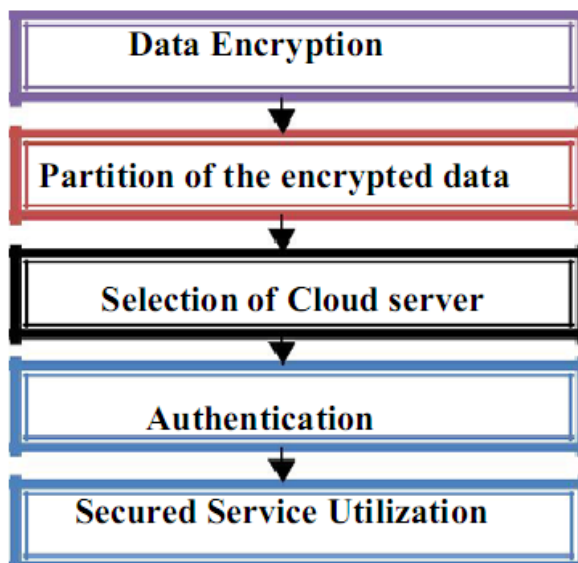 Data Encryption
Partition of the encrypted data
Selection of Cloud server
Authentication
Secured Service Utilization